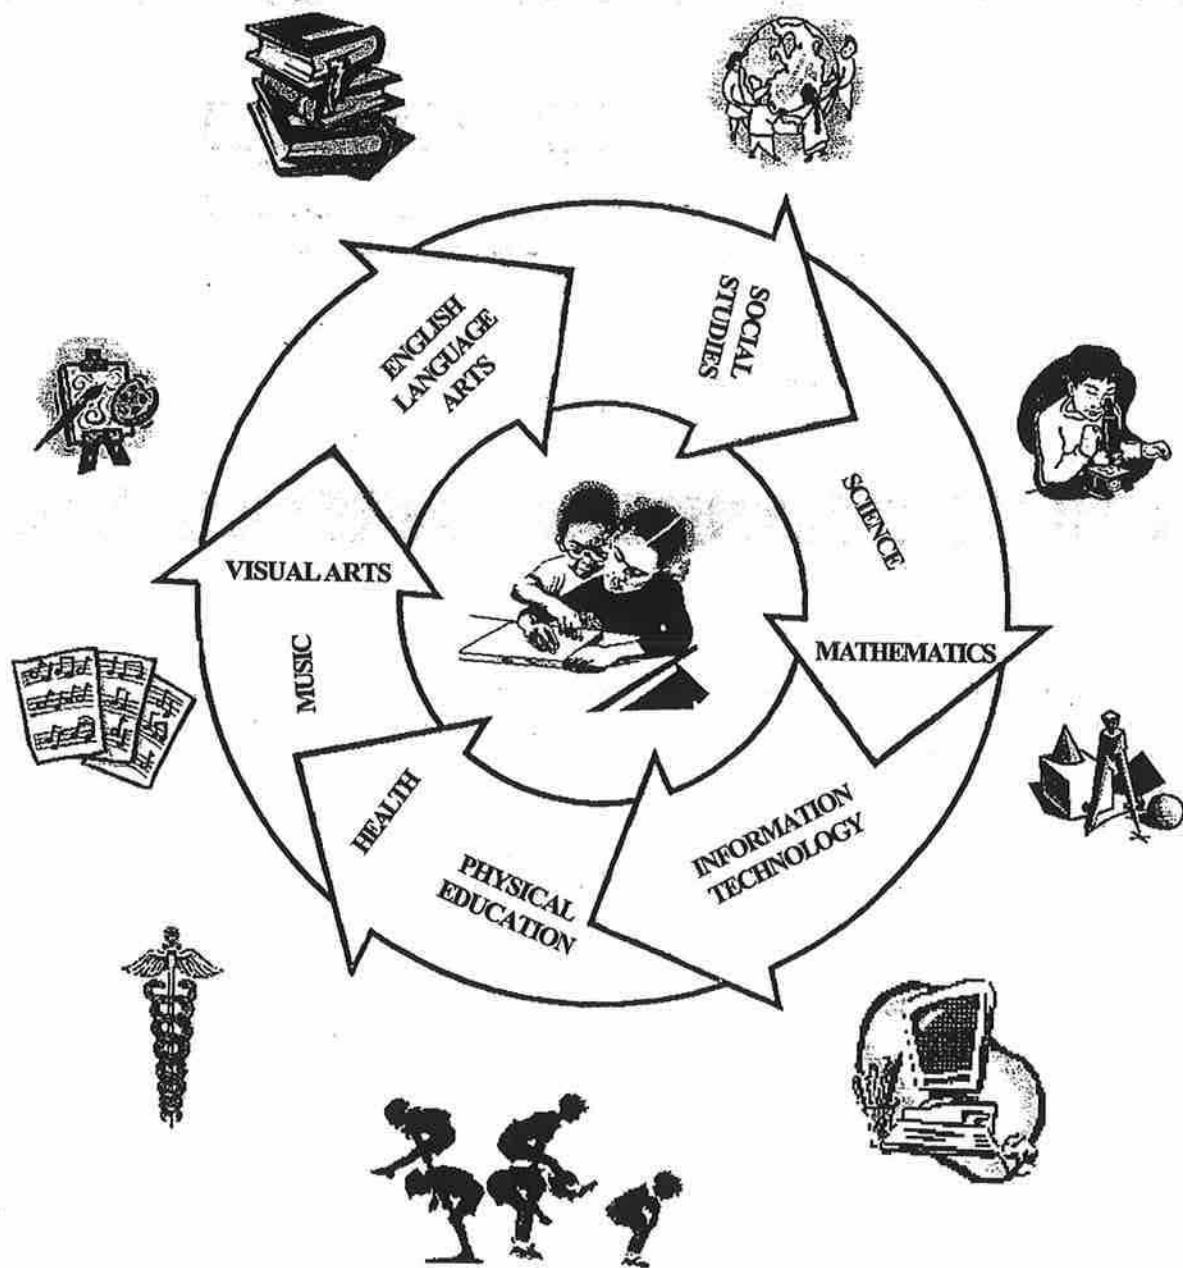 ENGLISH
LANGUAGE
ARTS
SOCIAL
STUDIES
SCIENCE
MATHEMATICS
INFORMATION
TECHNOLOGY
PHYSICAL
EDUCATION
HEALTH
MUSIC
VISUAL ARTS